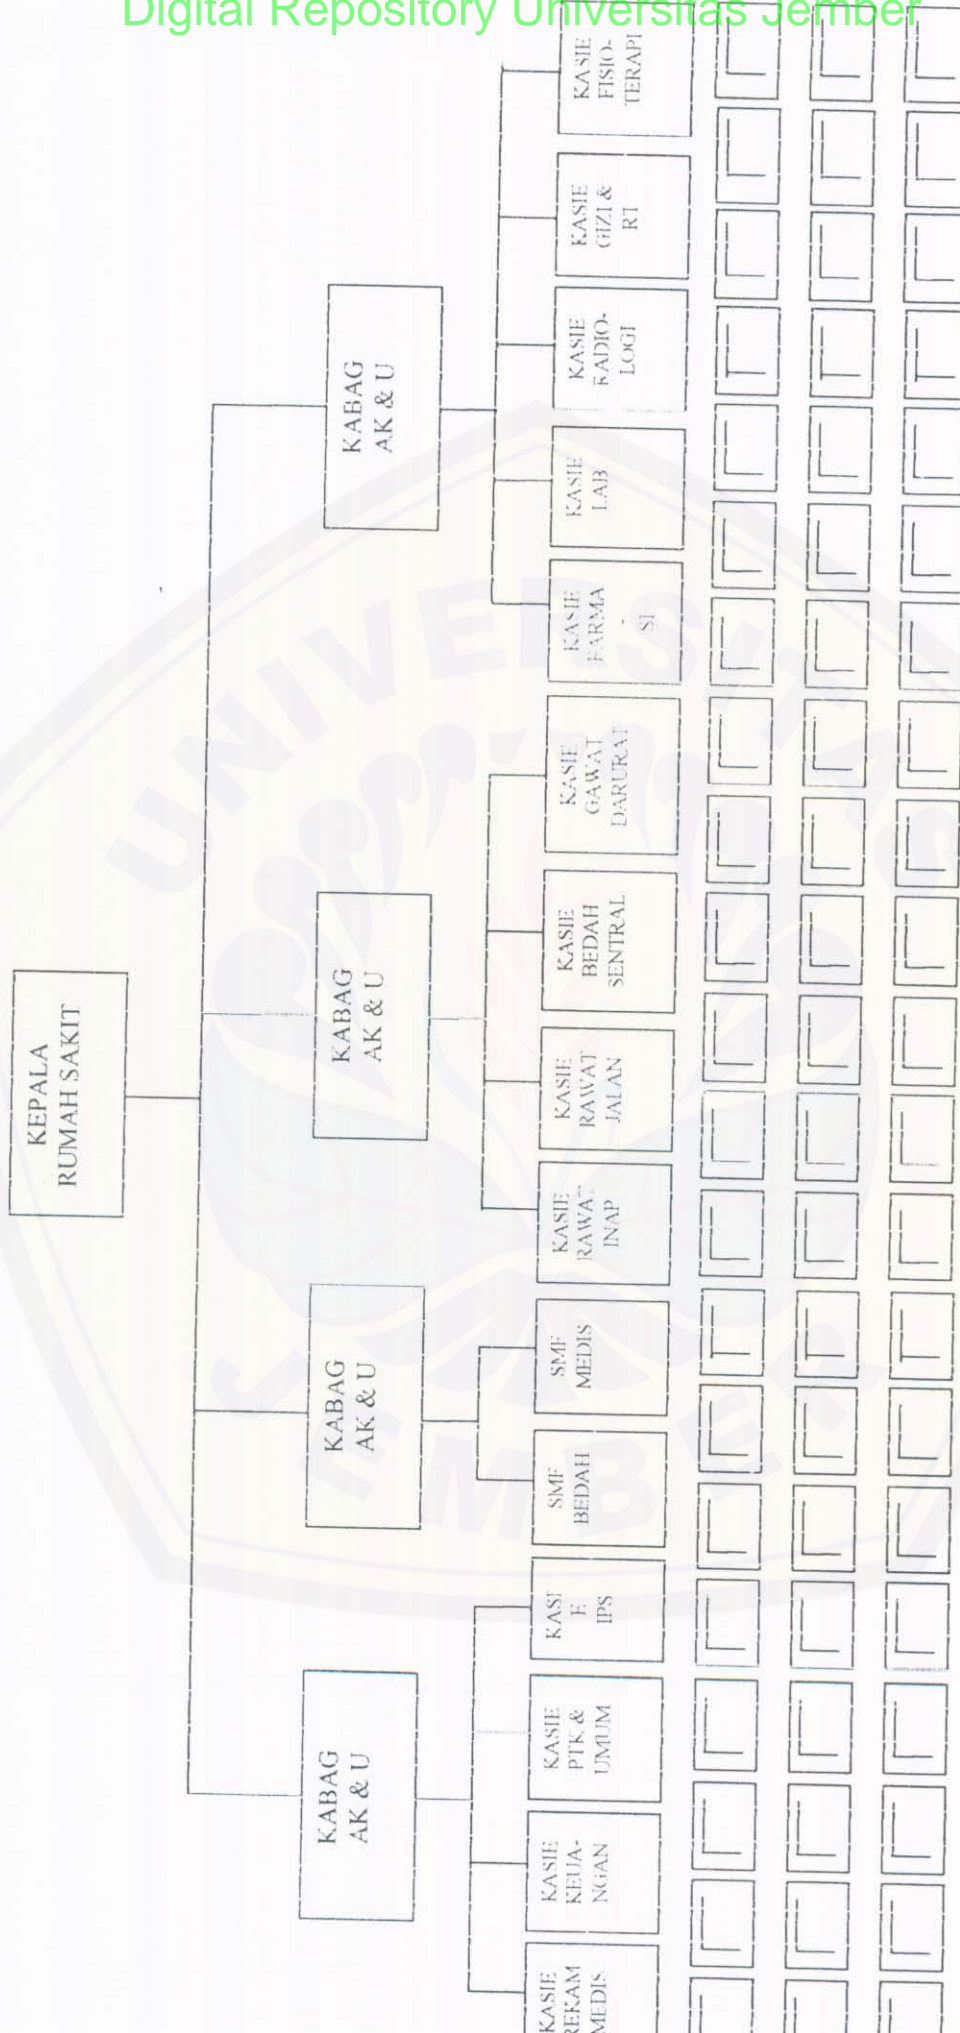 Digital Repository Universitas Jember
KEPALA
RUMAH SAKIT
KABAG
AK & U
KABAG
AK & U
KABAG
AK & U
KABAG
AK & U
KASIE
REKAM
MEDIS
KASIE
KEUA-
NGAN
KASIE
PTK &
UMUM
KASI
E
IPS
SMF
BEDAH
SMF
MEDIS
KASIE
RAWAT
INAP
KASIE
RAWAT
JALAN
KASIE
BEDAH
SENTRAL
KASIE
GAWAT
DARURAT
KASIE
FARMA
-
SI
KASIE
LAB
KASIE
RADIO-
LOGI
KASIE
GIZI &
RT
KASIE
FISIO-
TERAPI
UNIVERSITAS
JEMBER